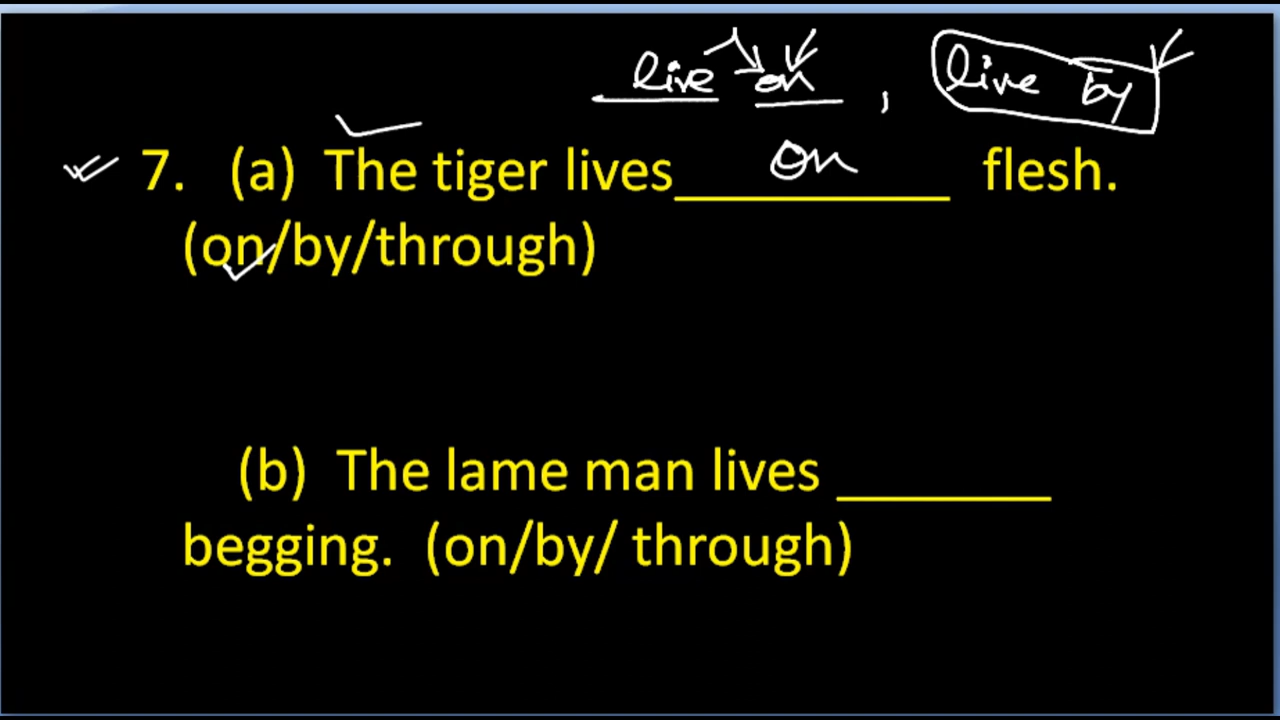 live on , live by
7. (a) The tiger lives on flesh.
(on/by/through)
(b) The lame man lives ________
begging. (on/by/ through)